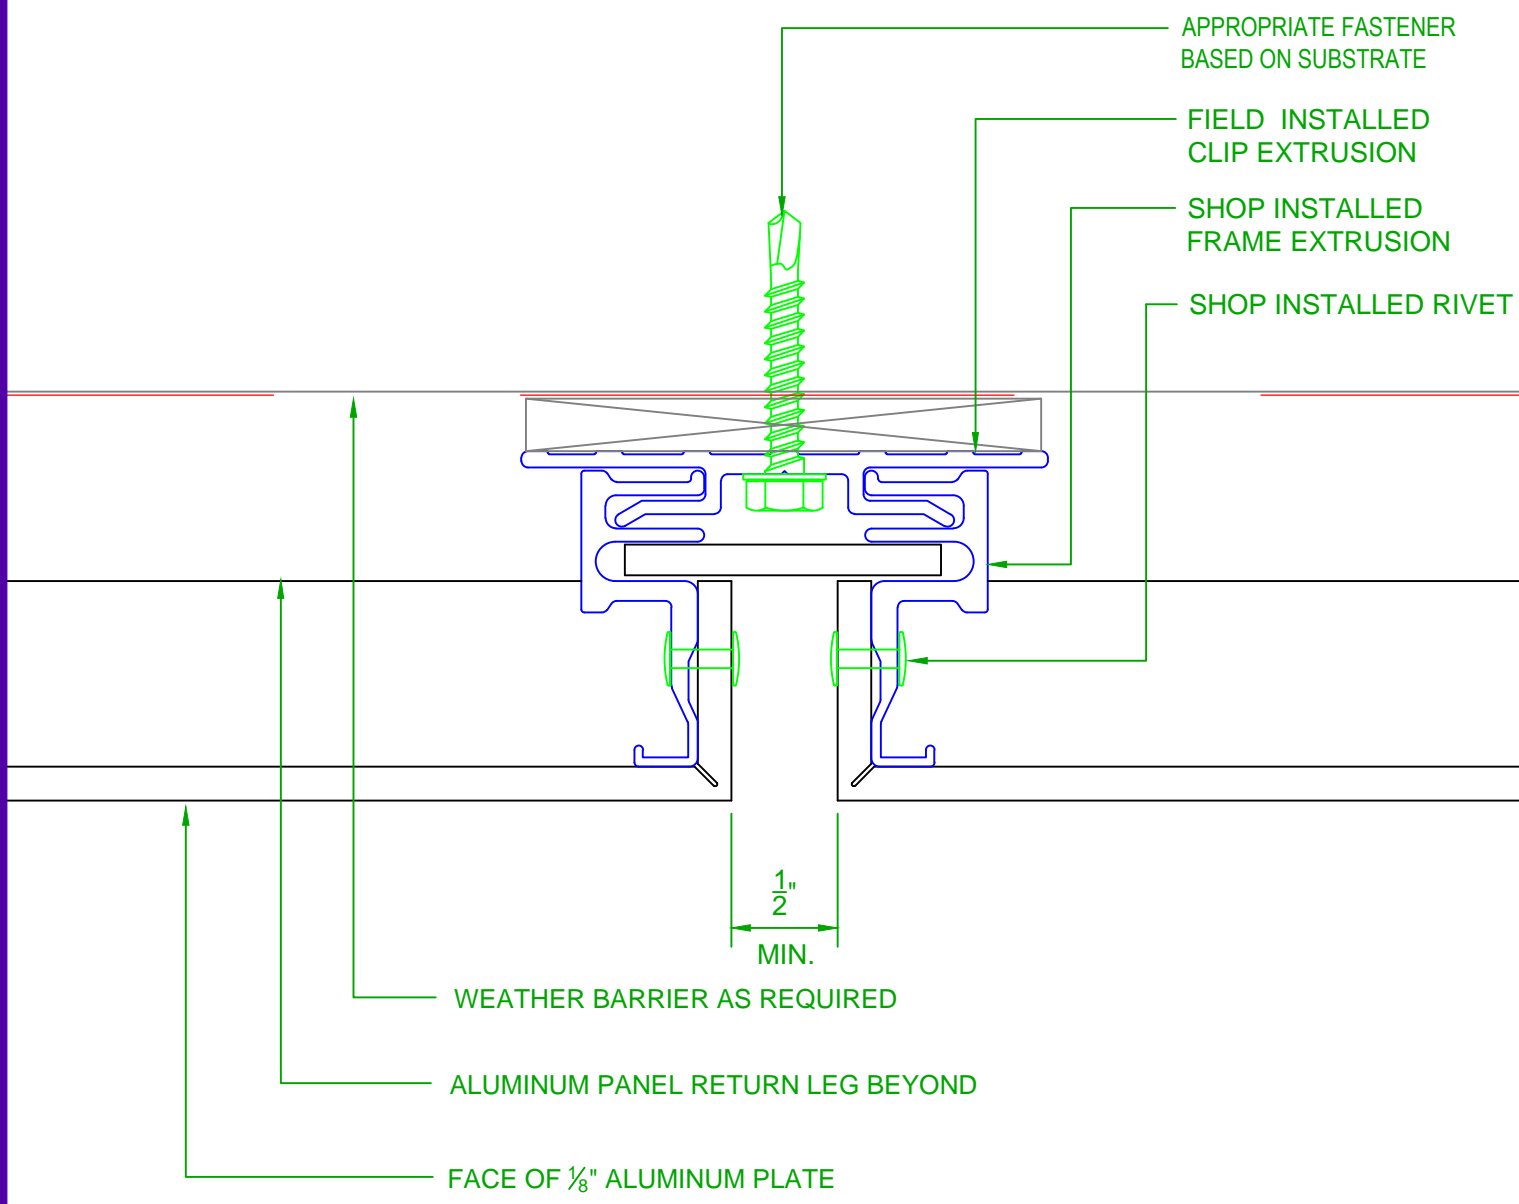 APPROPRIATE FASTENER
BASED ON SUBSTRATE
FIELD INSTALLED
CLIP EXTRUSION
SHOP INSTALLED
FRAME EXTRUSION
SHOP INSTALLED RIVET
1/2"
MIN.
WEATHER BARRIER AS REQUIRED
ALUMINUM PANEL RETURN LEG BEYOND
FACE OF 1/8" ALUMINUM PLATE